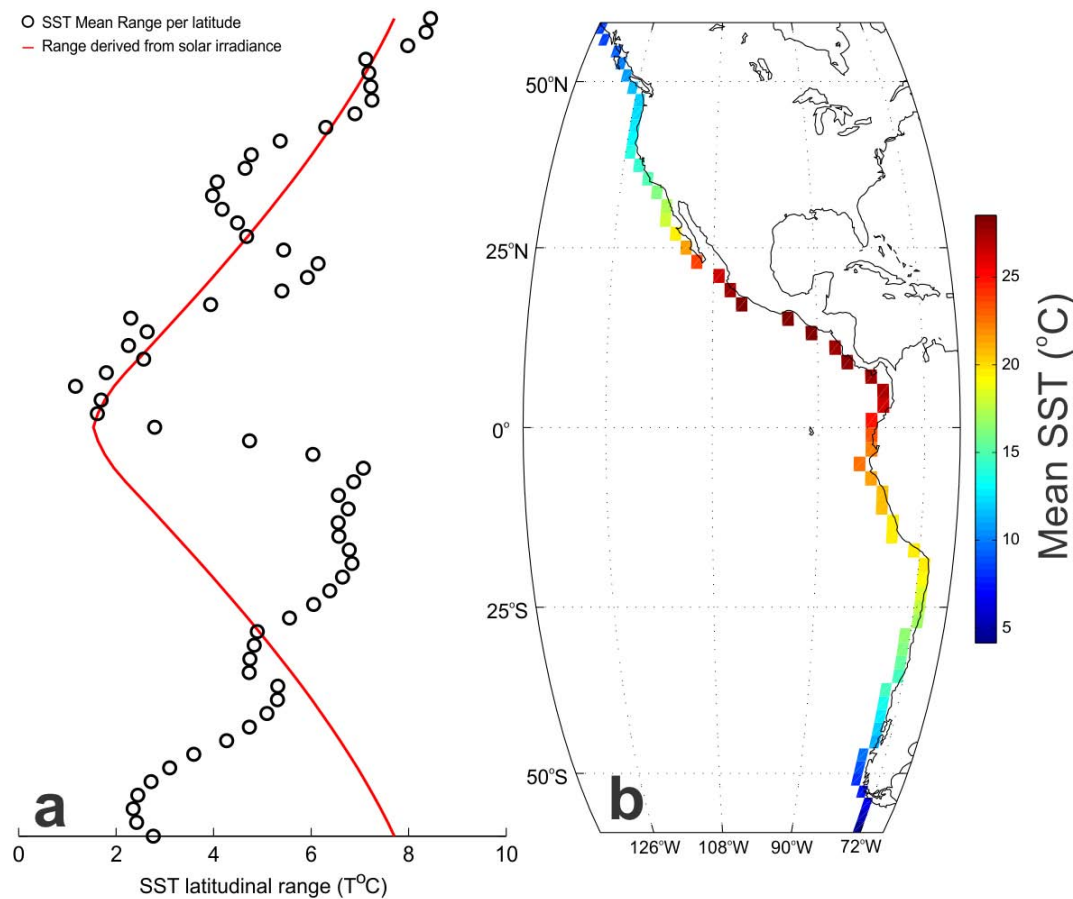 SST Mean Range per latitude
Range derived from solar irradiance
a
0 2 4 6 8 10
SST latitudinal range (T°C)
50°N
25°N
0°
25°S
50°S
b
126°W 108°W 90°W 72°W
25
20
15
10
5
Mean SST (°C)